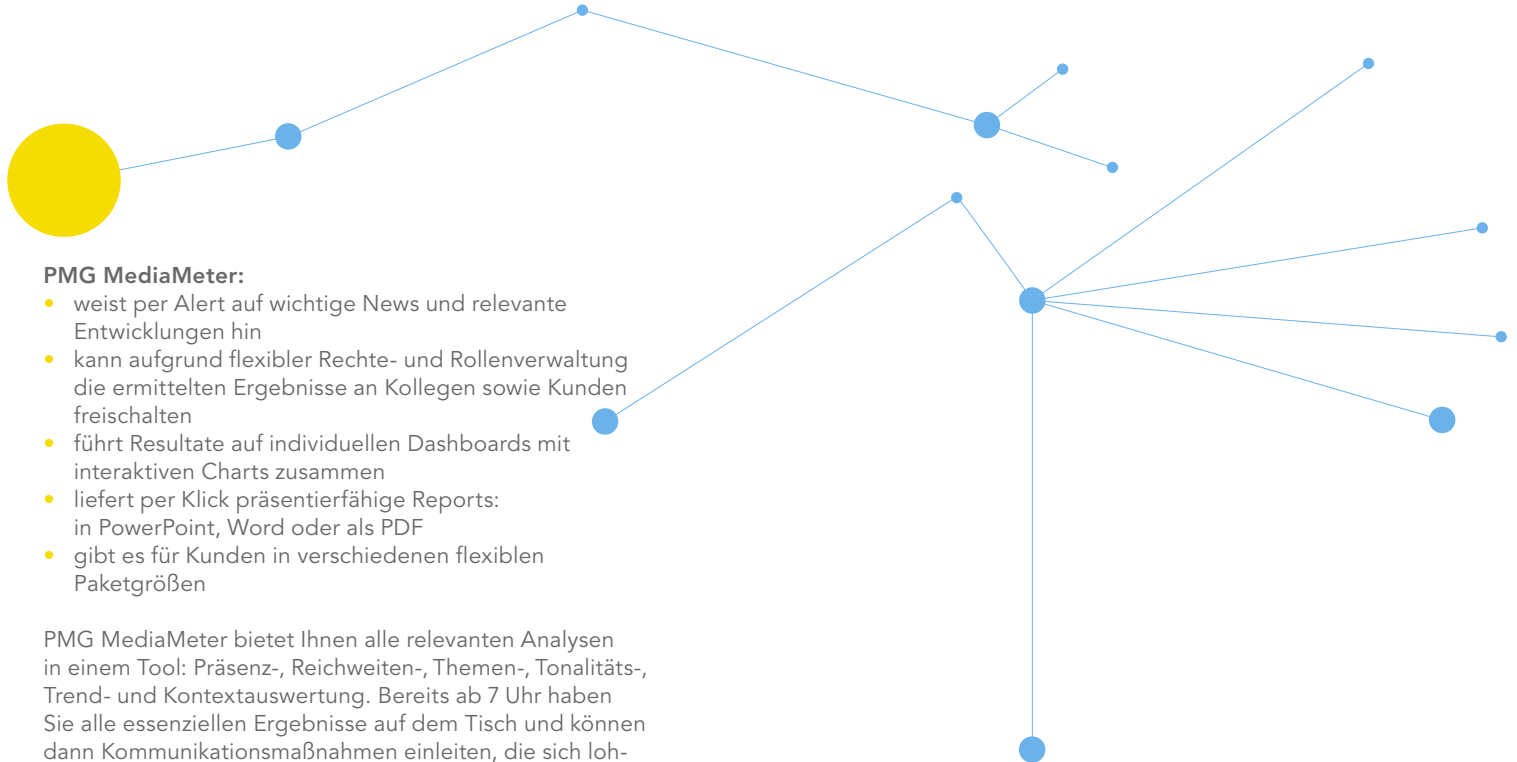 PMG MediaMeter:
• weist per Alert auf wichtige News und relevante
Entwicklungen hin
• kann aufgrund flexibler Rechte- und Rollenverwaltung
die ermittelten Ergebnisse an Kollegen sowie Kunden
freischalten
• führt Resultate auf individuellen Dashboards mit
interaktiven Charts zusammen
• liefert per Klick präsentierfähige Reports:
in PowerPoint, Word oder als PDF
• gibt es für Kunden in verschiedenen flexiblen
Paketgrößen
PMG MediaMeter bietet Ihnen alle relevanten Analysen
in einem Tool: Präsenz-, Reichweiten-, Themen-, Tonalitäts-,
Trend- und Kontextauswertung. Bereits ab 7 Uhr haben
Sie alle essenziellen Ergebnisse auf dem Tisch und können
dann Kommunikationsmaßnahmen einleiten, die sich loh-